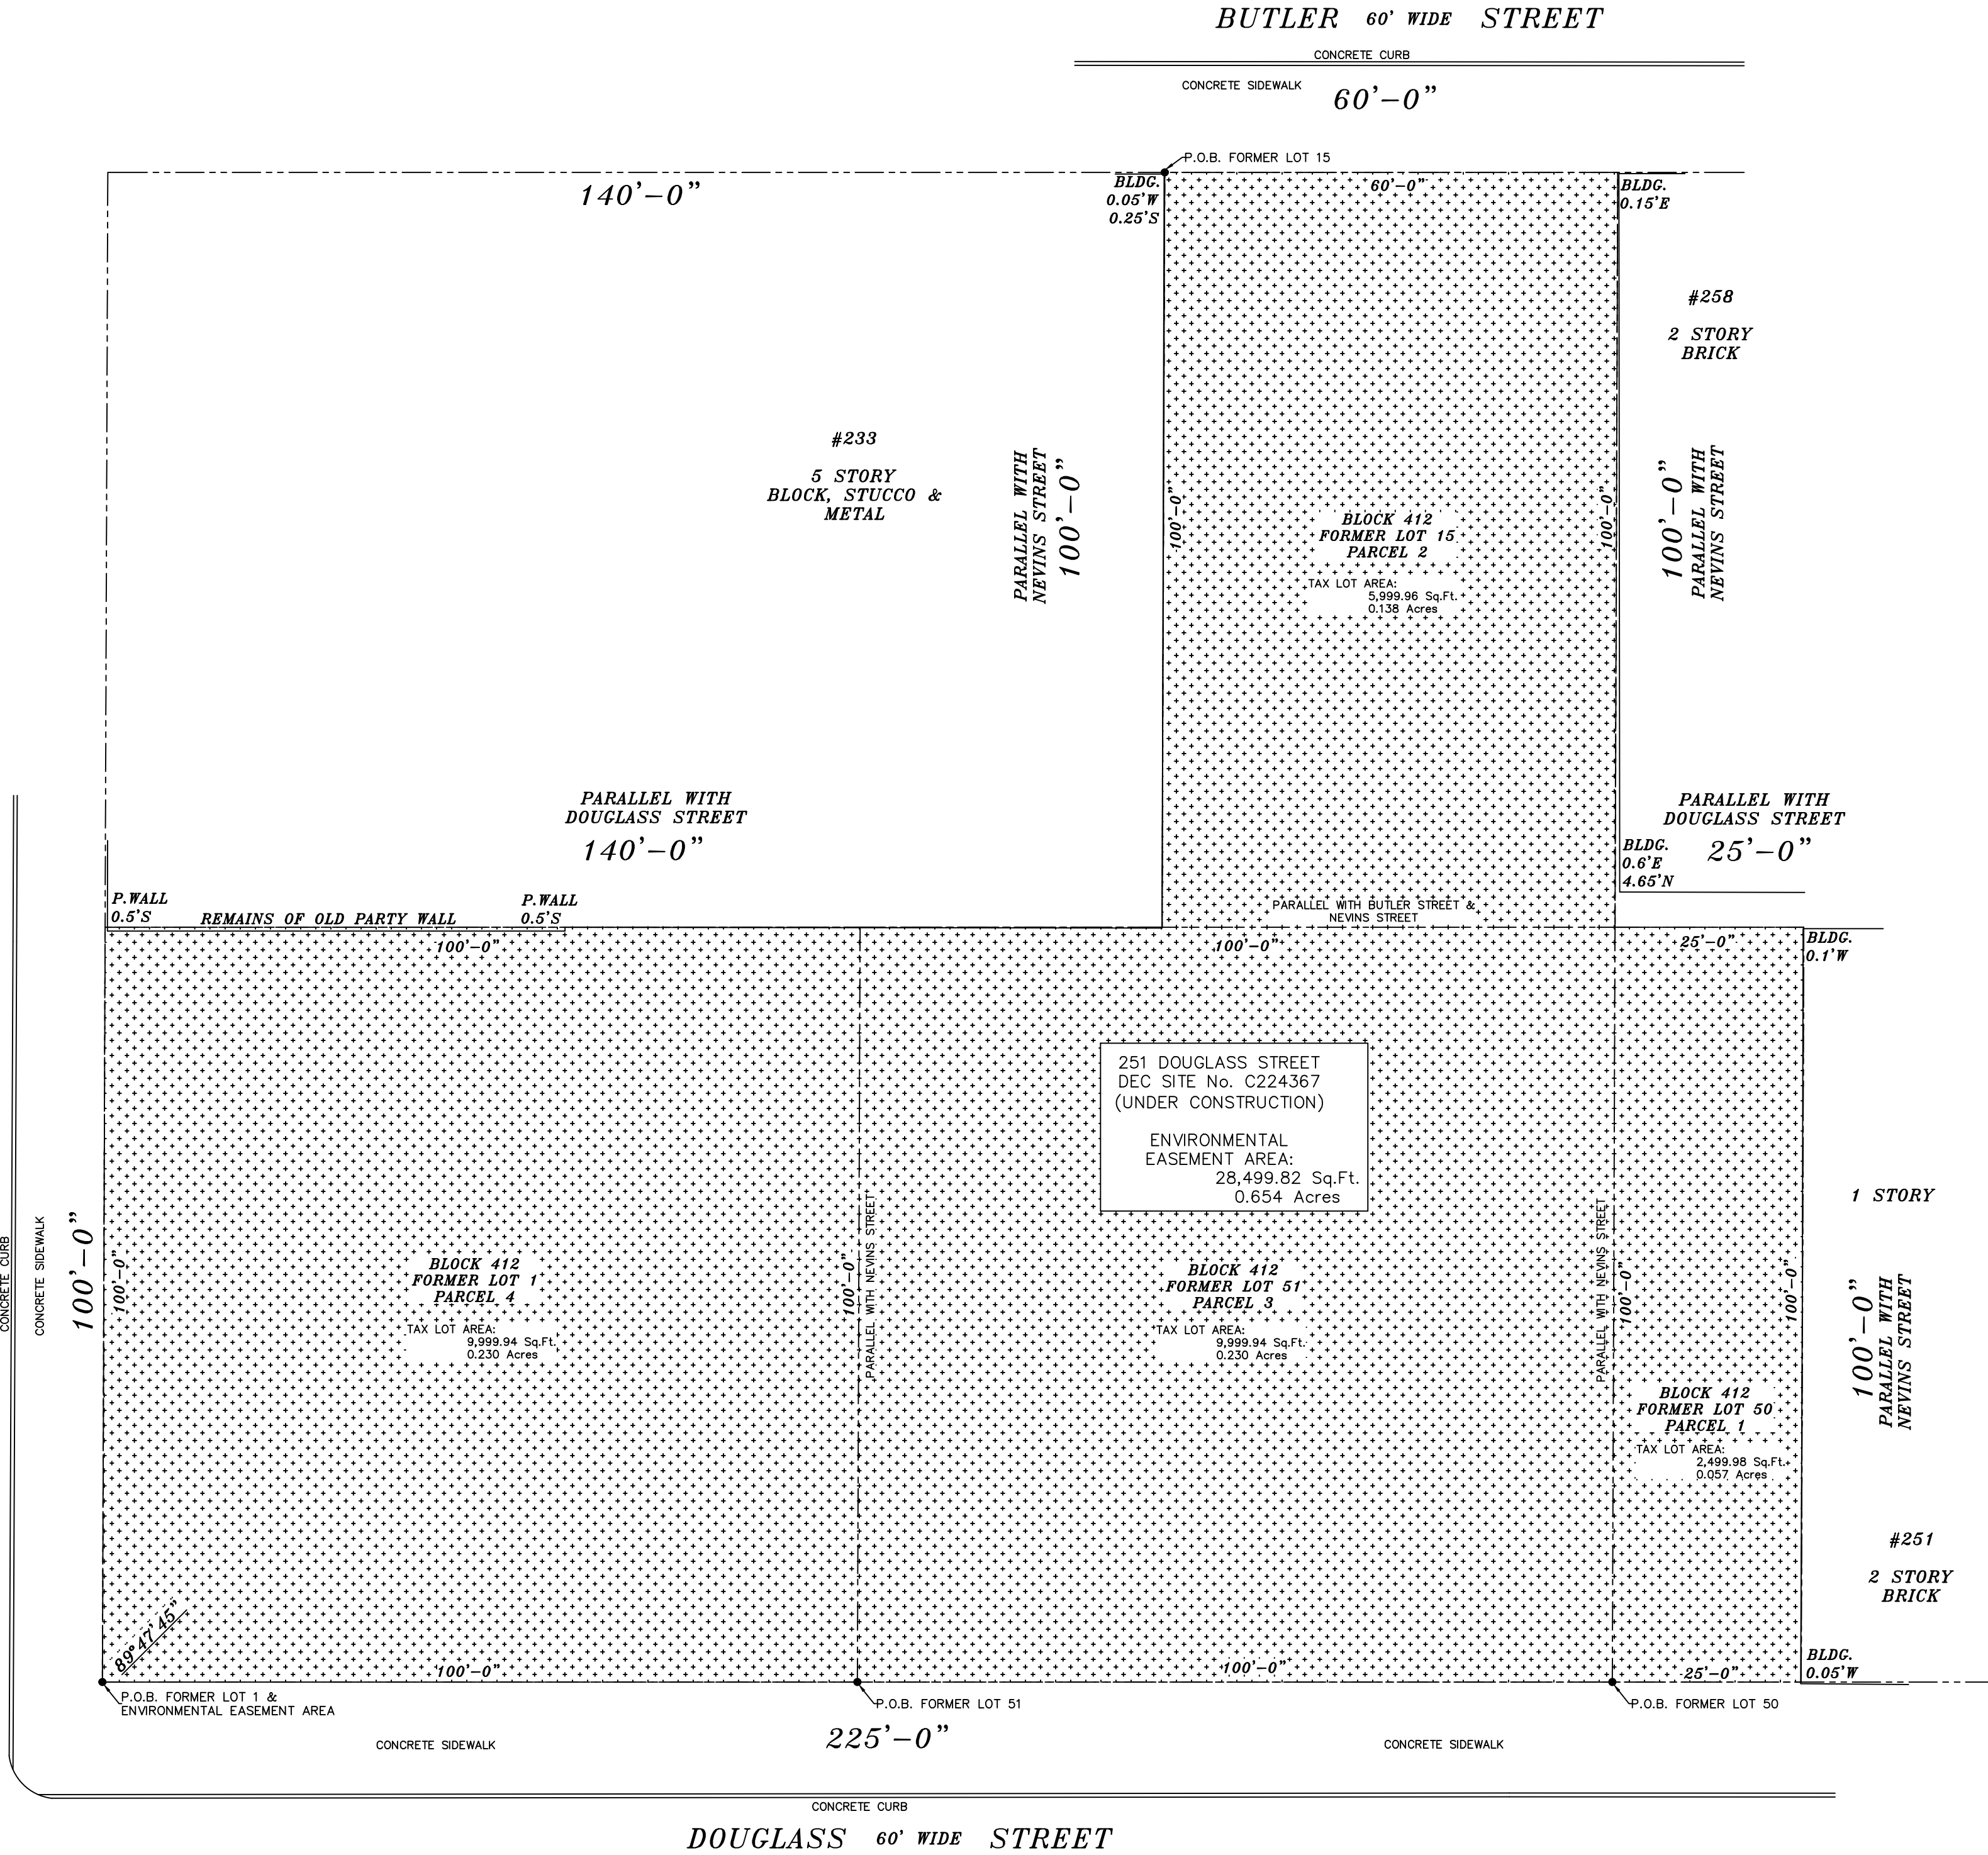 BUTLER 60' WIDE STREET
CONCRETE CURB
CONCRETE SIDEWALK
60'-0"
P.O.B. FORMER LOT 15
140'-0"
BLDG.
0.05'W
0.25'S
60'-0"
BLDG.
0.15'E
#258
2 STORY
BRICK
#233
5 STORY
BLOCK, STUCCO &
METAL
PARALLEL WITH
NEVINS STREET
100'-0"
100'-0"
BLOCK 412
FORMER LOT 15
PARCEL 2
TAX LOT AREA:
5,999.96 Sq.Ft.
0.138 Acres
100'-0"
100'-0"
PARALLEL WITH
NEVINS STREET
PARALLEL WITH
DOUGLASS STREET
140'-0"
PARALLEL WITH
DOUGLASS STREET
25'-0"
BLDG.
0.6'E
4.65'N
P.WALL
0.5'S
REMAINS OF OLD PARTY WALL
P.WALL
0.5'S
PARALLEL WITH BUTLER STREET &
NEVINS STREET
100'-0"
100'-0"
25'-0"
BLDG.
0.1'W
251 DOUGLASS STREET
DEC SITE No. C224367
(UNDER CONSTRUCTION)
ENVIRONMENTAL
EASEMENT AREA:
28,499.82 Sq.Ft.
0.654 Acres
1 STORY
CONCRETE CURB
CONCRETE SIDEWALK
100'-0"
100'-0"
BLOCK 412
FORMER LOT 1
PARCEL 4
TAX LOT AREA:
9,999.94 Sq.Ft.
0.230 Acres
100'-0"
PARALLEL WITH NEVINS STREET
BLOCK 412
FORMER LOT 51
PARCEL 3
TAX LOT AREA:
9,999.94 Sq.Ft.
0.230 Acres
PARALLEL WITH NEVINS STREET
100'-0"
100'-0"
100'-0"
PARALLEL WITH
NEVINS STREET
BLOCK 412
FORMER LOT 50
PARCEL 1
TAX LOT AREA:
2,499.98 Sq.Ft.
0.057 Acres
#251
2 STORY
BRICK
89°47'45"
100'-0"
100'-0"
25'-0"
BLDG.
0.05'W
P.O.B. FORMER LOT 1 &
ENVIRONMENTAL EASEMENT AREA
P.O.B. FORMER LOT 51
P.O.B. FORMER LOT 50
225'-0"
CONCRETE SIDEWALK
CONCRETE SIDEWALK
CONCRETE CURB
DOUGLASS 60' WIDE STREET